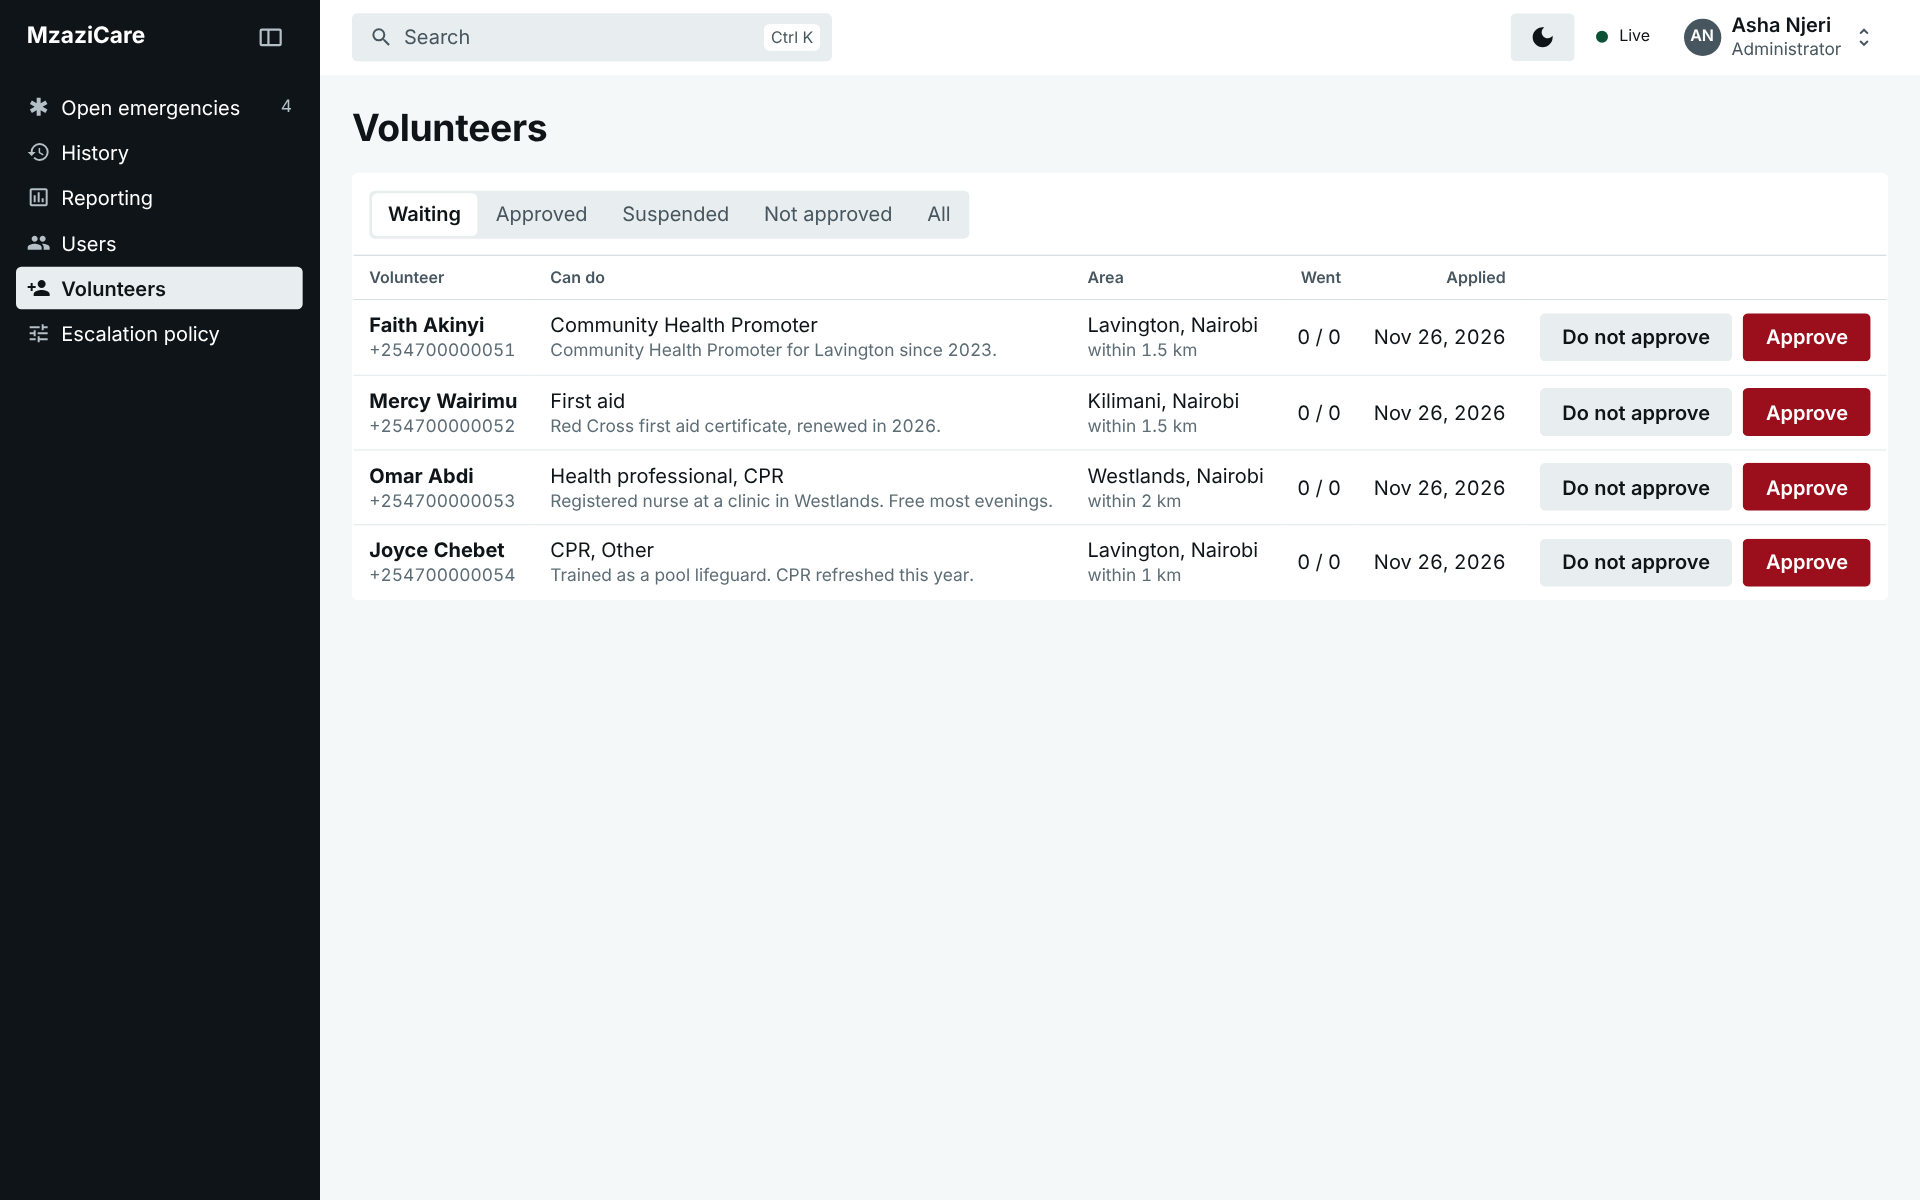 MzaziCare
Search
Ctrl K
Live
AN
Asha Njeri
Administrator
Open emergencies 4
History
Reporting
Users
Volunteers
Escalation policy
Volunteers
Waiting Approved Suspended Not approved All
Volunteer Can do Area Went Applied
Faith Akinyi Community Health Promoter Lavington, Nairobi 0 / 0 Nov 26, 2026 Do not approve Approve
+254700000051 Community Health Promoter for Lavington since 2023. within 1.5 km
Mercy Wairimu First aid Kilimani, Nairobi 0 / 0 Nov 26, 2026 Do not approve Approve
+254700000052 Red Cross first aid certificate, renewed in 2026. within 1.5 km
Omar Abdi Health professional, CPR Westlands, Nairobi 0 / 0 Nov 26, 2026 Do not approve Approve
+254700000053 Registered nurse at a clinic in Westlands. Free most evenings. within 2 km
Joyce Chebet CPR, Other Lavington, Nairobi 0 / 0 Nov 26, 2026 Do not approve Approve
+254700000054 Trained as a pool lifeguard. CPR refreshed this year. within 1 km